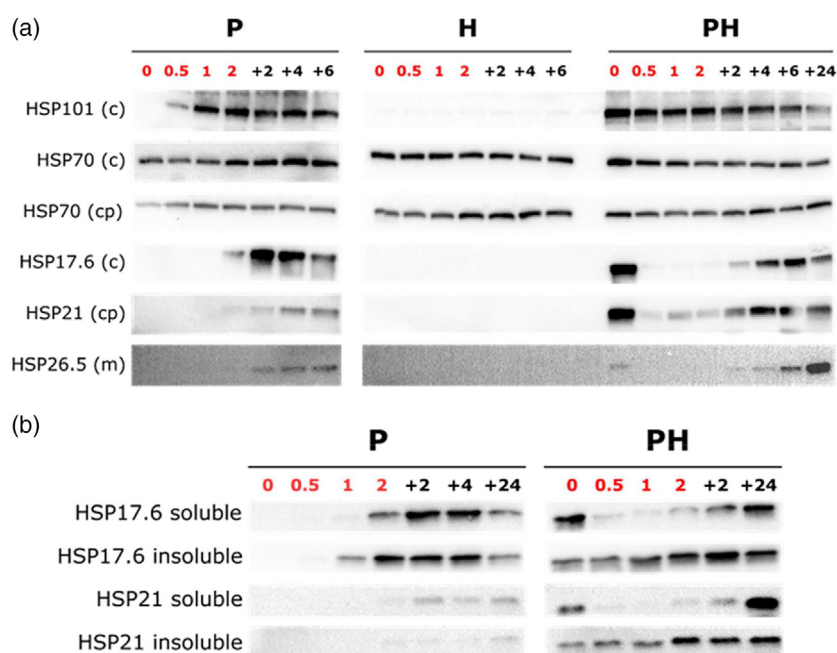 (a)
P H PH
0 0.5 1 2 +2 +4 +6 0 0.5 1 2 +2 +4 +6 0 0.5 1 2 +2 +4 +6 +24
HSP101 (c)
HSP70 (c)
HSP70 (cp)
HSP17.6 (c)
HSP21 (cp)
HSP26.5 (m)
(b)
P PH
0 0.5 1 2 +2 +4 +24 0 0.5 1 2 +2 +24
HSP17.6 soluble
HSP17.6 insoluble
HSP21 soluble
HSP21 insoluble